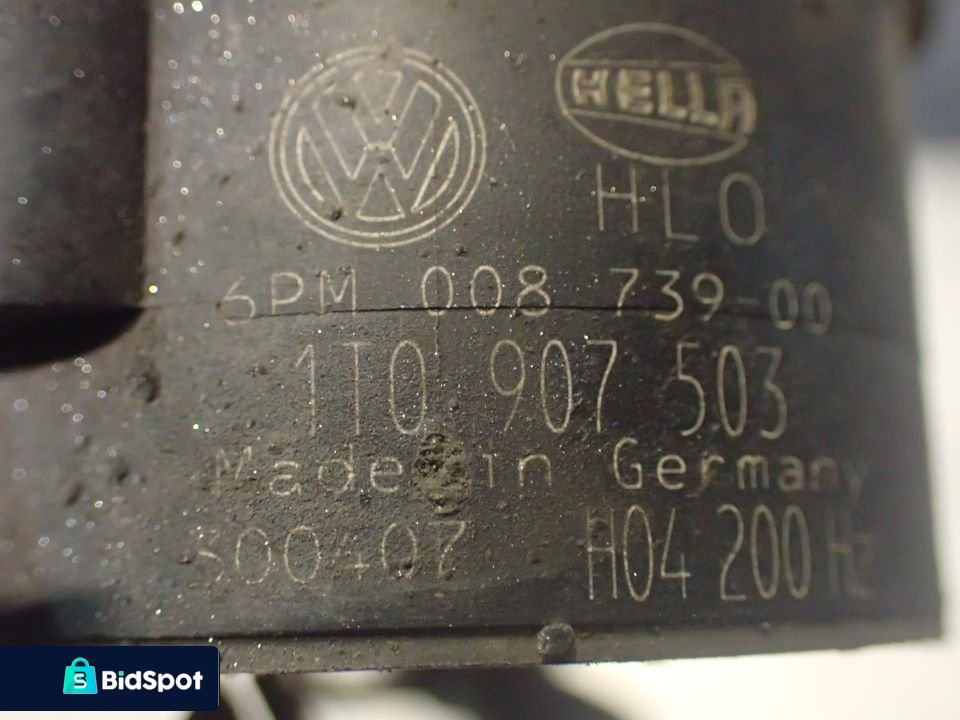 HELLA
HLO
6PM 008 739-00
1T0 907 503
Made in Germany
300407 H04 200 Hz
BidSpot